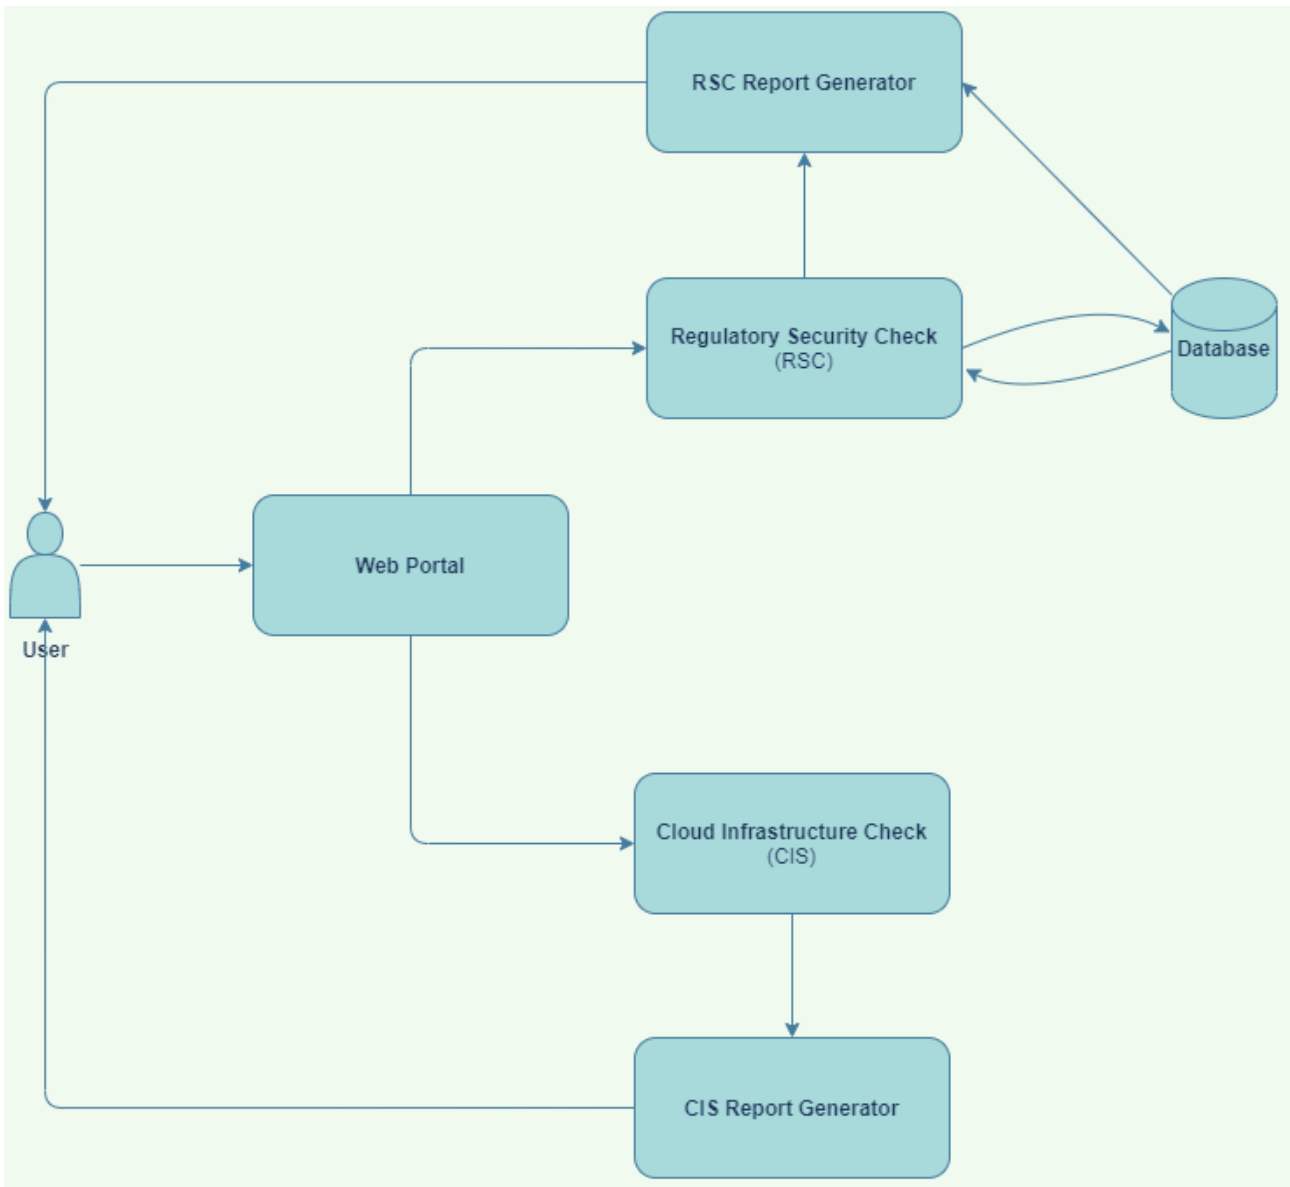 RSC Report Generator
Regulatory Security Check
(RSC)
Database
Web Portal
User
Cloud Infrastructure Check
(CIS)
CIS Report Generator